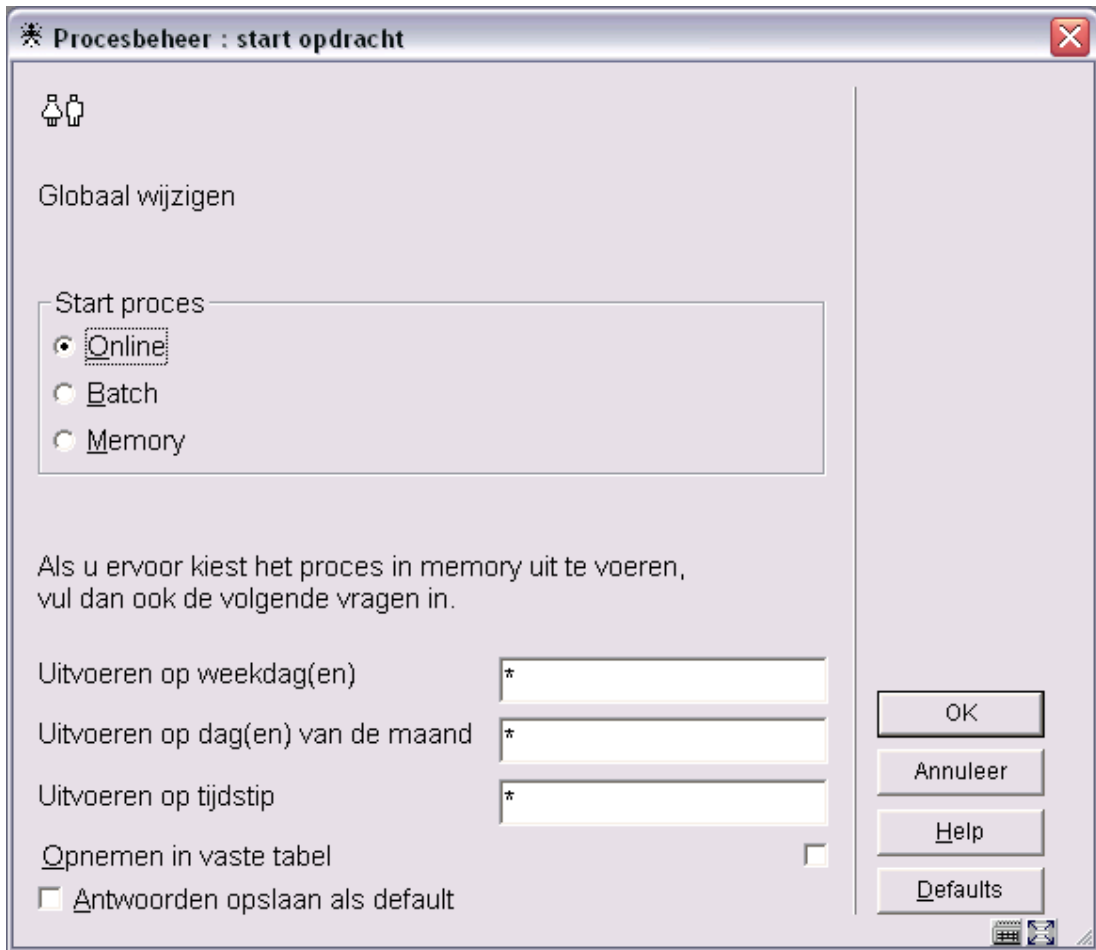 Procesbeheer : start opdracht
Globaal wijzigen
Start proces
Online
Batch
Memory
Als u ervoor kiest het proces in memory uit te voeren,
vul dan ook de volgende vragen in.
Uitvoeren op weekdag(en) *
Uitvoeren op dag(en) van de maand *
Uitvoeren op tijdstip *
Opnemen in vaste tabel
Antwoorden opslaan als default
OK
Annuleer
Help
Defaults